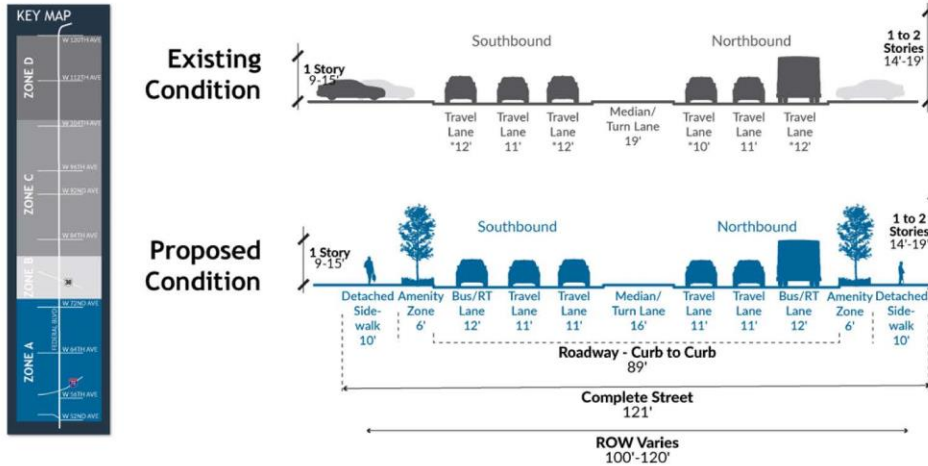 KEY MAP
ZONE D
ZONE C
ZONE B
ZONE A
W 120TH AVE
W 112TH AVE
W 104TH AVE
W 96TH AVE
W 92ND AVE
W 84TH AVE
W 72ND AVE
FEDERAL BLVD
W 64TH AVE
W 56TH AVE
W 52ND AVE
Existing
Condition
Southbound
Northbound
1 Story
9-15'
1 to 2
Stories
14'-19'
Travel
Lane
*12'
Travel
Lane
11'
Travel
Lane
*12'
Median/
Turn Lane
19'
Travel
Lane
*10'
Travel
Lane
11'
Travel
Lane
*12'
Proposed
Condition
Southbound
Northbound
1 Story
9-15'
1 to 2
Stories
14'-19'
Detached
Side-
walk
10'
Amenity
Zone
6'
Bus/RT
Lane
12'
Travel
Lane
11'
Travel
Lane
11'
Median/
Turn Lane
16'
Travel
Lane
11'
Travel
Lane
11'
Bus/RT
Lane
12'
Amenity
Zone
6'
Detached
Side-
walk
10'
Roadway - Curb to Curb
89'
Complete Street
121'
ROW Varies
100'-120'